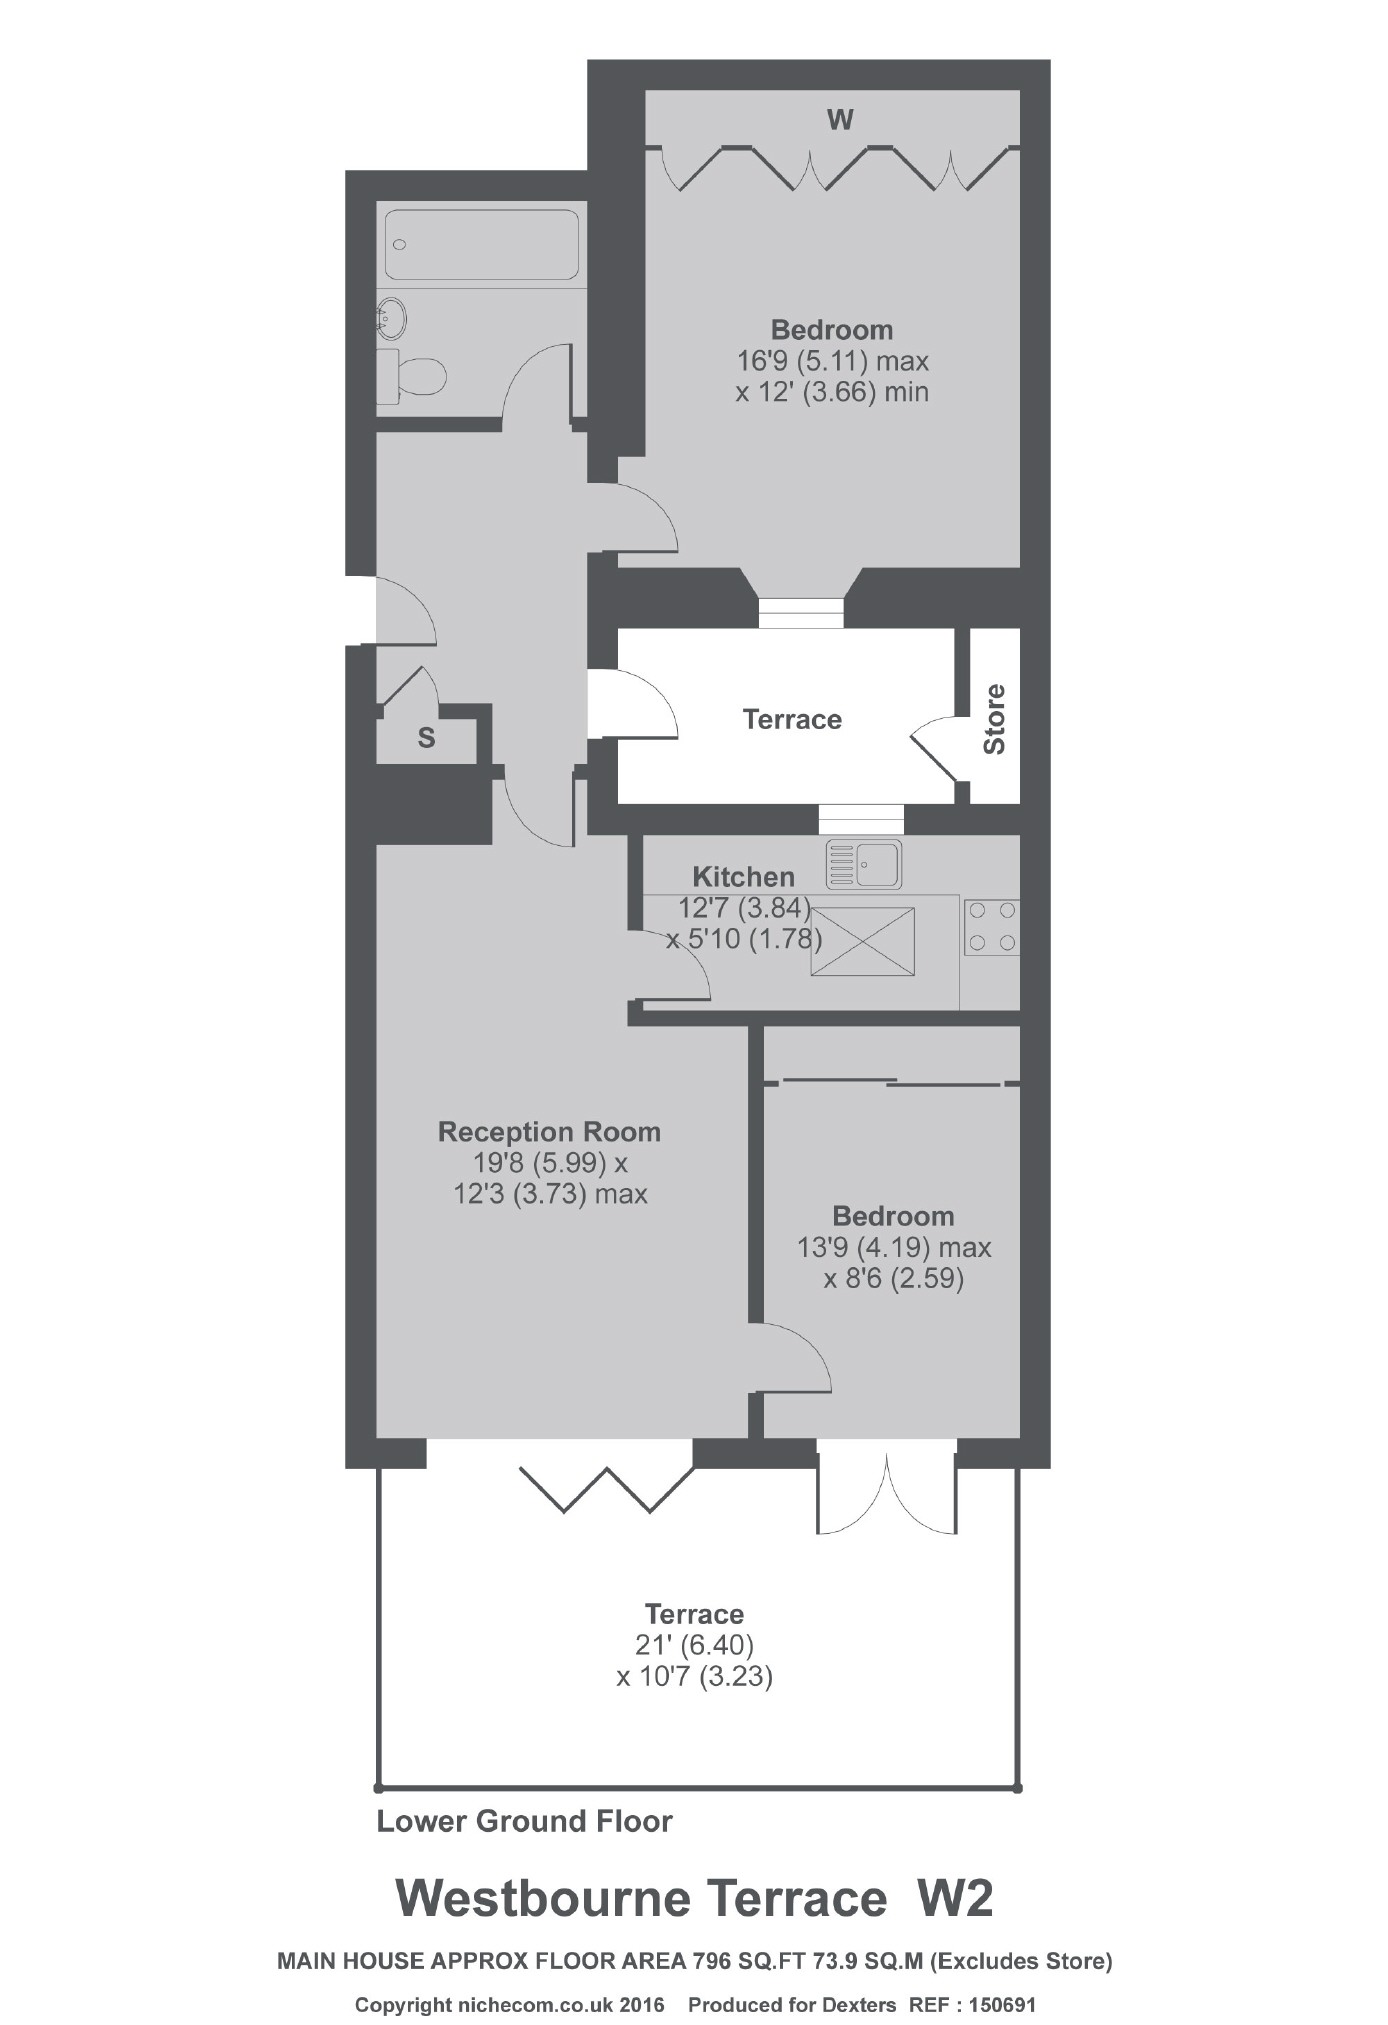 W
Bedroom
16'9 (5.11) max
x 12' (3.66) min
Terrace
Store
S
Kitchen
12'7 (3.84)
x 5'10 (1.78)
Reception Room
19'8 (5.99) x
12'3 (3.73) max
Bedroom
13'9 (4.19) max
x 8'6 (2.59)
Terrace
21' (6.40)
x 10'7 (3.23)
Lower Ground Floor
Westbourne Terrace W2
MAIN HOUSE APPROX FLOOR AREA 796 SQ.FT 73.9 SQ.M (Excludes Store)
Copyright nichecom.co.uk 2016 Produced for Dexters REF : 150691